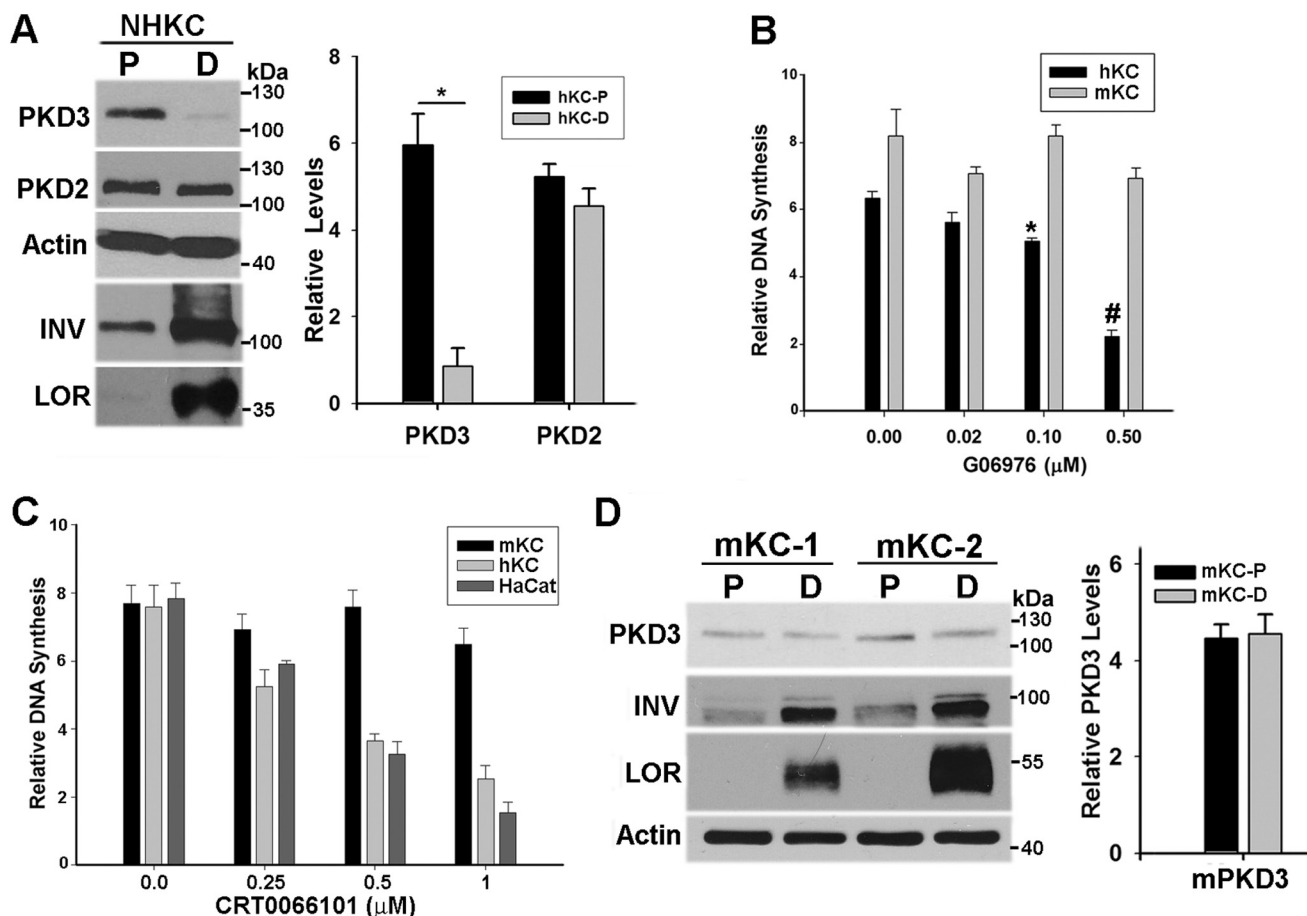 A
NHKC
P D
kDa
PKD3
-130
-100
PKD2
-130
-100
Actin
-40
INV
-100
LOR
-35
Relative Levels
8
6
4
2
0
*
hKC-P
hKC-D
PKD3 PKD2
B
Relative DNA Synthesis
10
8
6
4
2
0
hKC
mKC
*
#
0.00 0.02 0.10 0.50
G06976 (μM)
C
Relative DNA Synthesis
10
8
6
4
2
0
mKC
hKC
HaCat
0.0 0.25 0.5 1
CRT0066101 (μM)
D
mKC-1 mKC-2
P D P D
kDa
PKD3
-130
-100
INV
-100
LOR
-55
Actin
-40
Relative PKD3 Levels
6
4
2
0
mKC-P
mKC-D
mPKD3